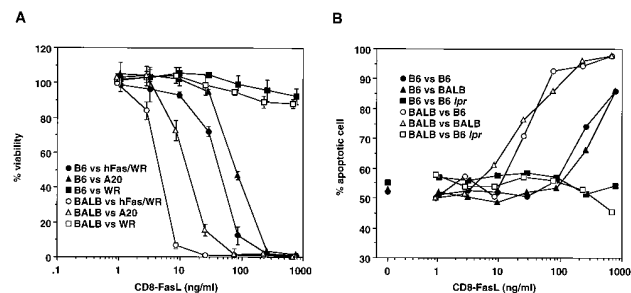 A
120
100
80
60
40
20
0
% viability
B6 vs hFas/WR
B6 vs A20
B6 vs WR
BALB vs hFas/WR
BALB vs A20
BALB vs WR
.1
1
10
100
1000
CD8-FasL (ng/ml)
B
100
90
80
70
60
50
40
30
% apoptotic cell
B6 vs B6
B6 vs BALB
B6 vs B6 lpr
BALB vs B6
BALB vs BALB
BALB vs B6 lpr
0
1
10
100
1000
CD8-FasL (ng/ml)